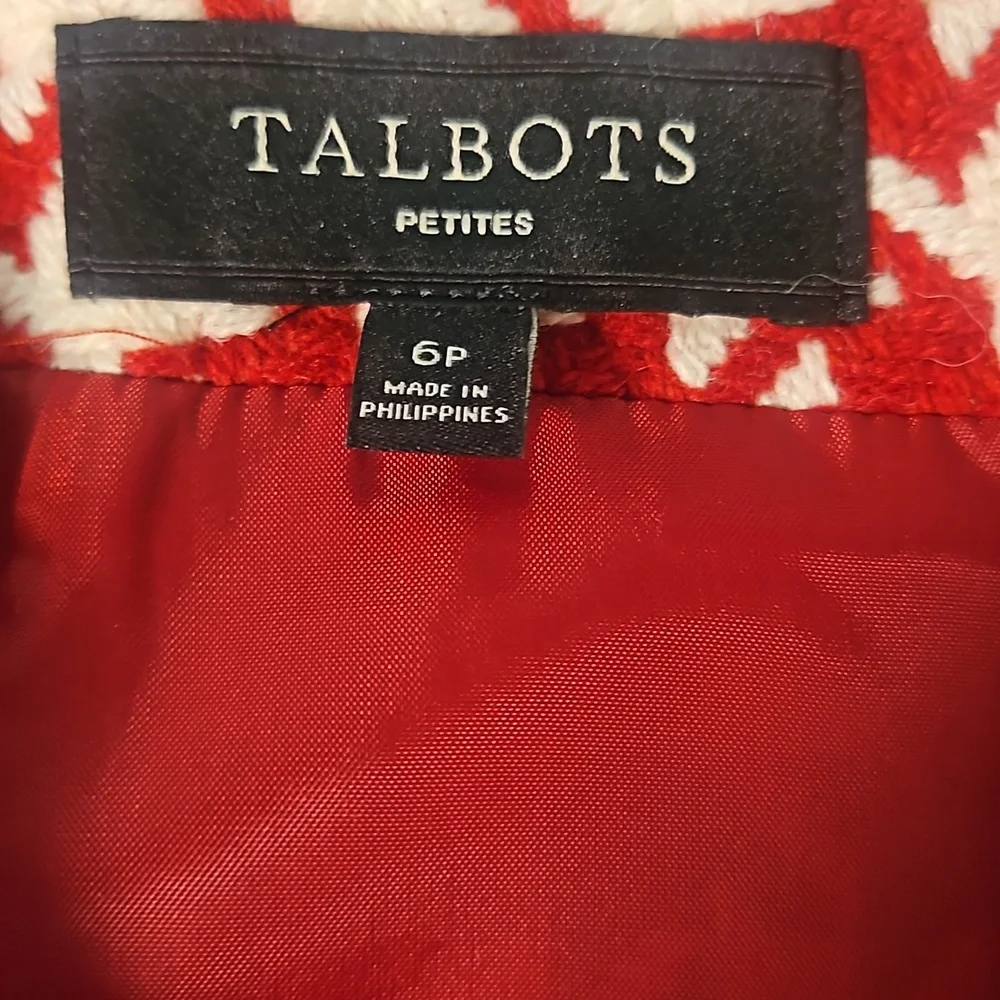 TALBOTS
PETITES
6P
MADE IN
PHILIPPINES